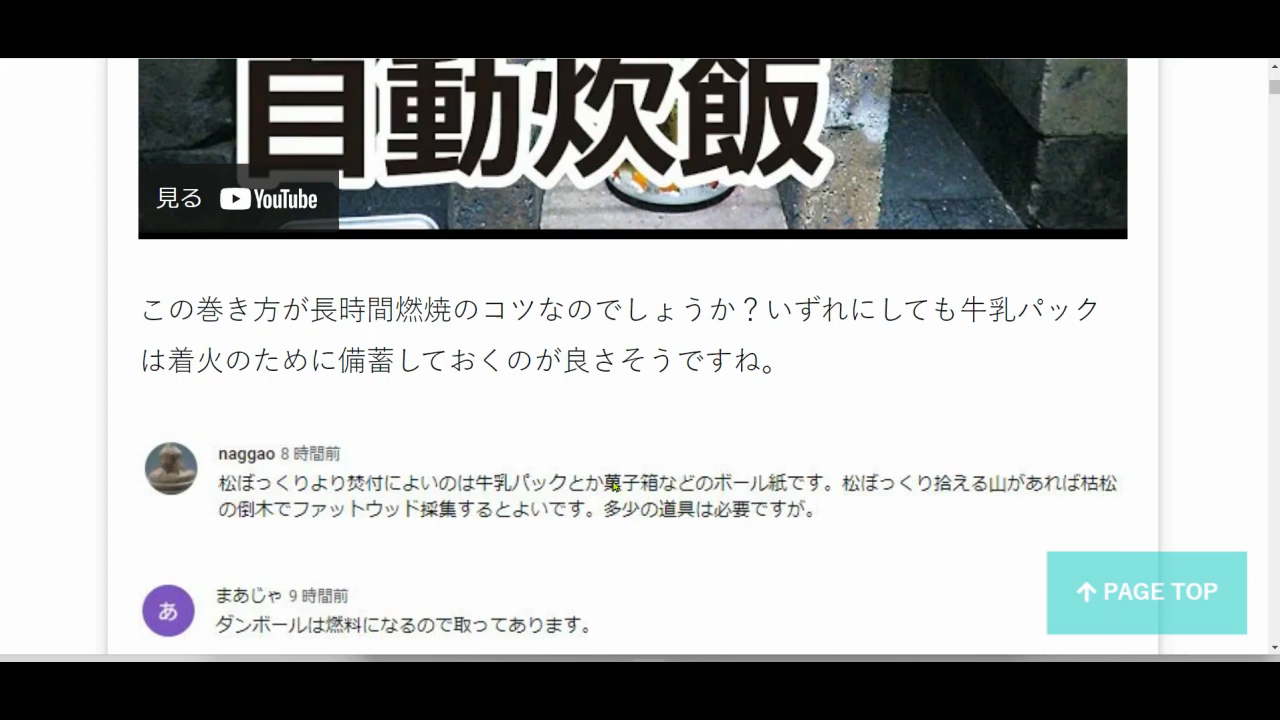 自動炊飯
見る YouTube
この巻き方が長時間燃焼のコツなのでしょうか？いずれにしても牛乳パック
は着火のために備蓄しておくのが良さそうですね。
naggao 8 時間前
松ぼっくりより焚付によいのは牛乳パックとか菓子箱などのボール紙です。松ぼっくり拾える山があれば枯松
の倒木でファットウッド採集するとよいです。多少の道具は必要ですが。
あ まあじゃ 9 時間前
ダンボールは燃料になるので取ってあります。
PAGE TOP